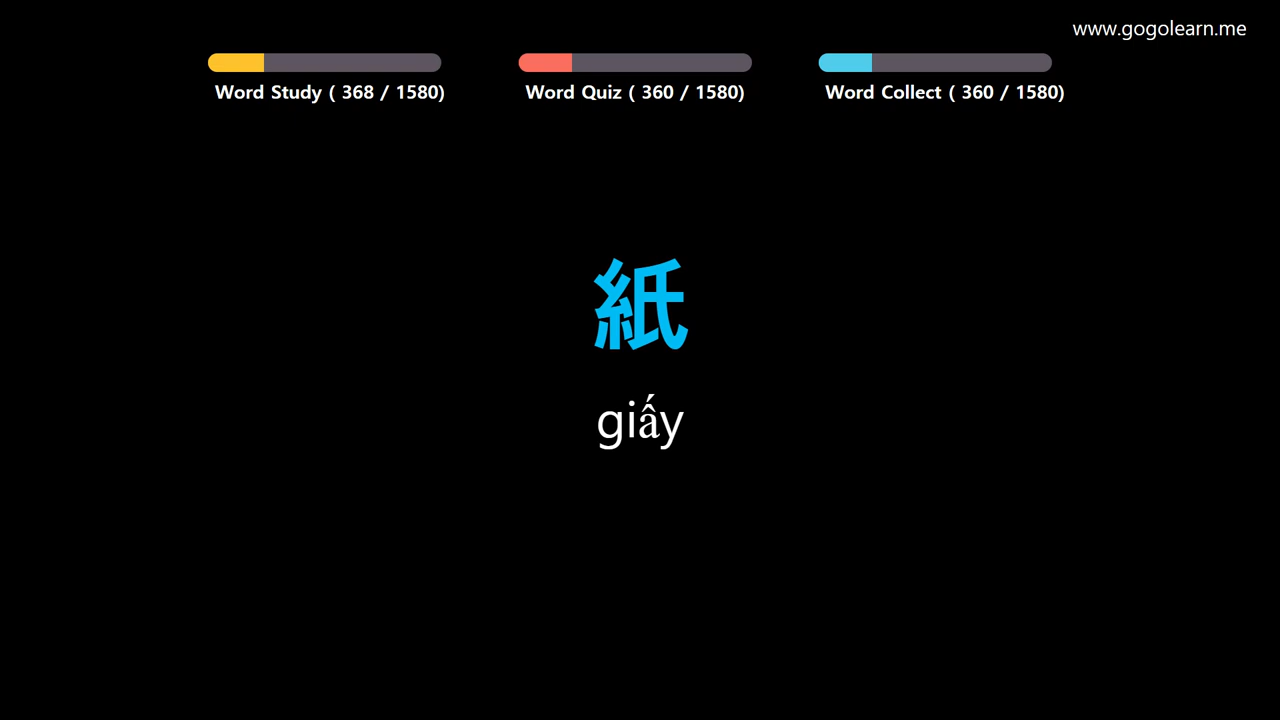 www.gogolearn.me
Word Study ( 368 / 1580)
Word Quiz ( 360 / 1580)
Word Collect ( 360 / 1580)
紙
giấy